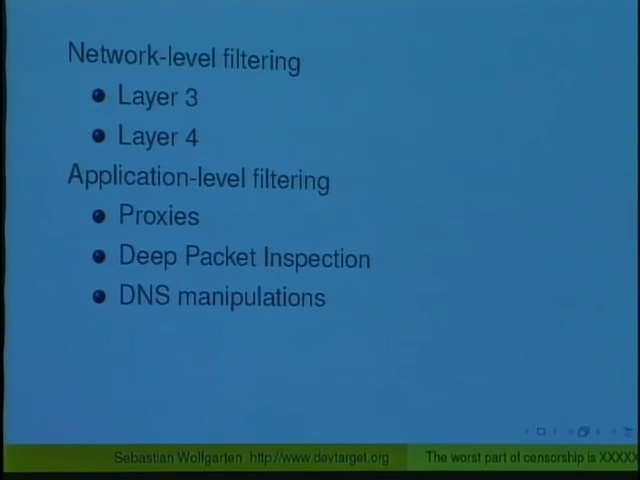 Network-level filtering
Layer 3
Layer 4
Application-level filtering
Proxies
Deep Packet Inspection
DNS manipulations
Sebastian Wolfgarten http://www.devtarget.org
The worst part of censorship is XXXXX